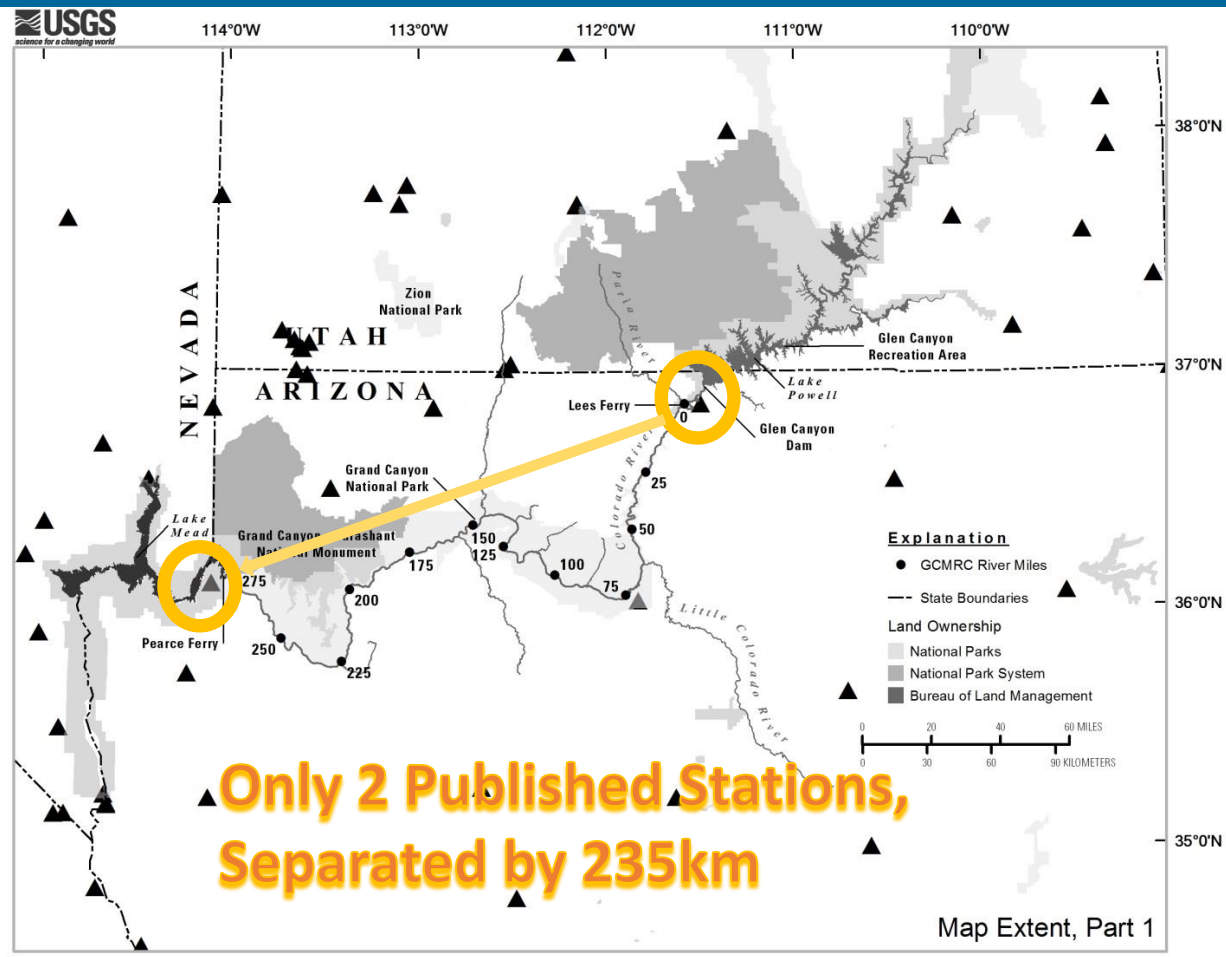 USGS
science for a changing world
114°0'W
113°0'W
112°0'W
111°0'W
110°0'W
38°0'N
37°0'N
36°0'N
35°0'N
NEVADA
UTAH
ARIZONA
Zion
National Park
Paria River
Glen Canyon
Recreation Area
Lake
Powell
Lees Ferry
0
Glen Canyon
Dam
Colorado River
25
50
75
100
125
150
175
200
225
250
275
Grand Canyon
National Park
Lake
Mead
Grand Canyon Parashant
National Monument
Pearce Ferry
Little Colorado River
Explanation
GCMRC River Miles
State Boundaries
Land Ownership
National Parks
National Park System
Bureau of Land Management
0 20 40 60 MILES
0 30 60 90 KILOMETERS
Only 2 Published Stations,
Separated by 235km
Map Extent, Part 1